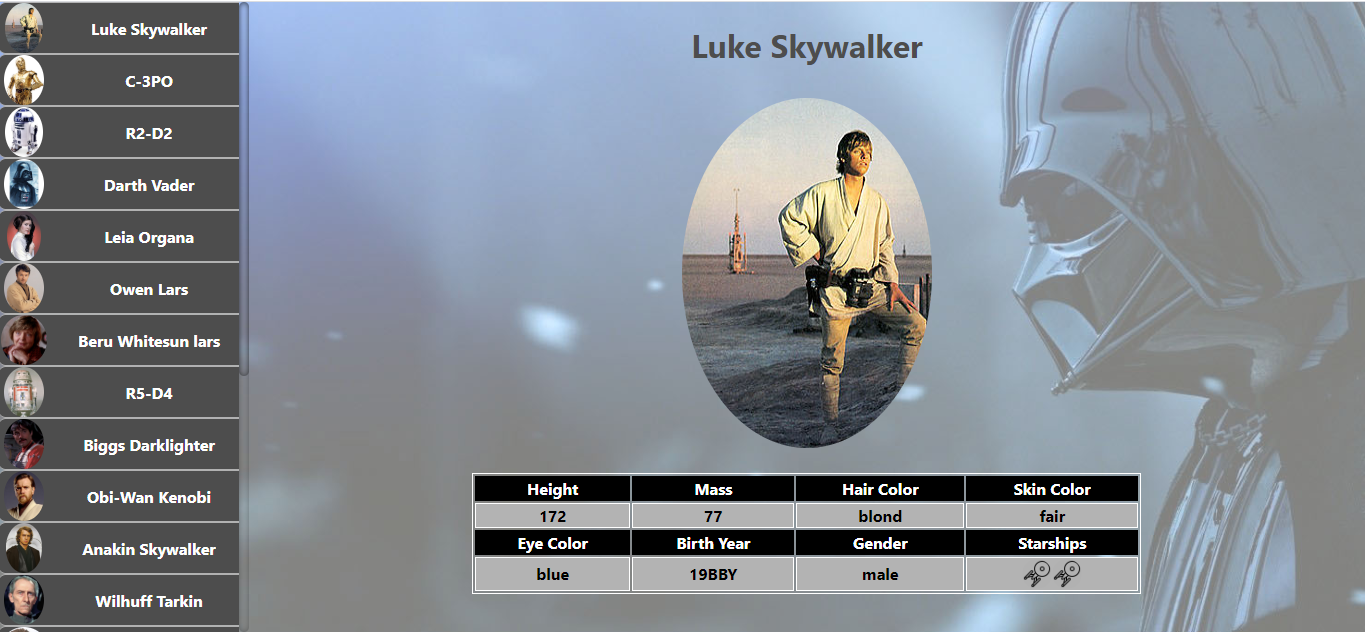 Luke Skywalker
C-3PO
R2-D2
Darth Vader
Leia Organa
Owen Lars
Beru Whitesun lars
R5-D4
Biggs Darklighter
Obi-Wan Kenobi
Anakin Skywalker
Wilhuff Tarkin
Luke Skywalker
Height Mass Hair Color Skin Color
172 77 blond fair
Eye Color Birth Year Gender Starships
blue 19BBY male